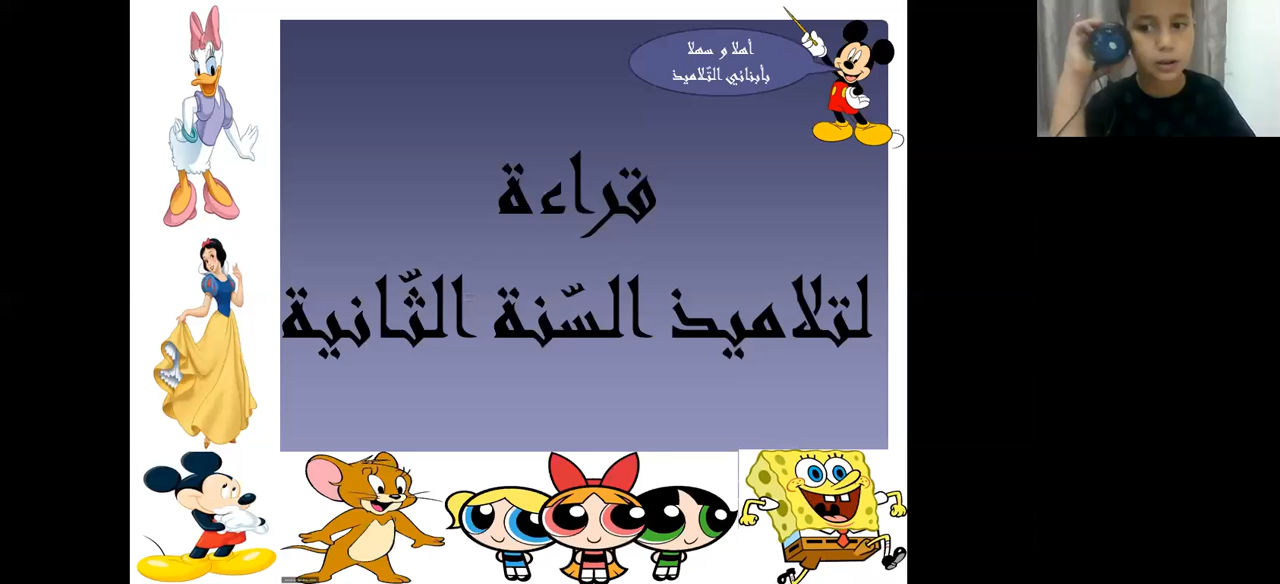 أهلا و سهلا
بأبنائي التّلاميذ
قراءة
لتلاميذ السّنة الثّانية